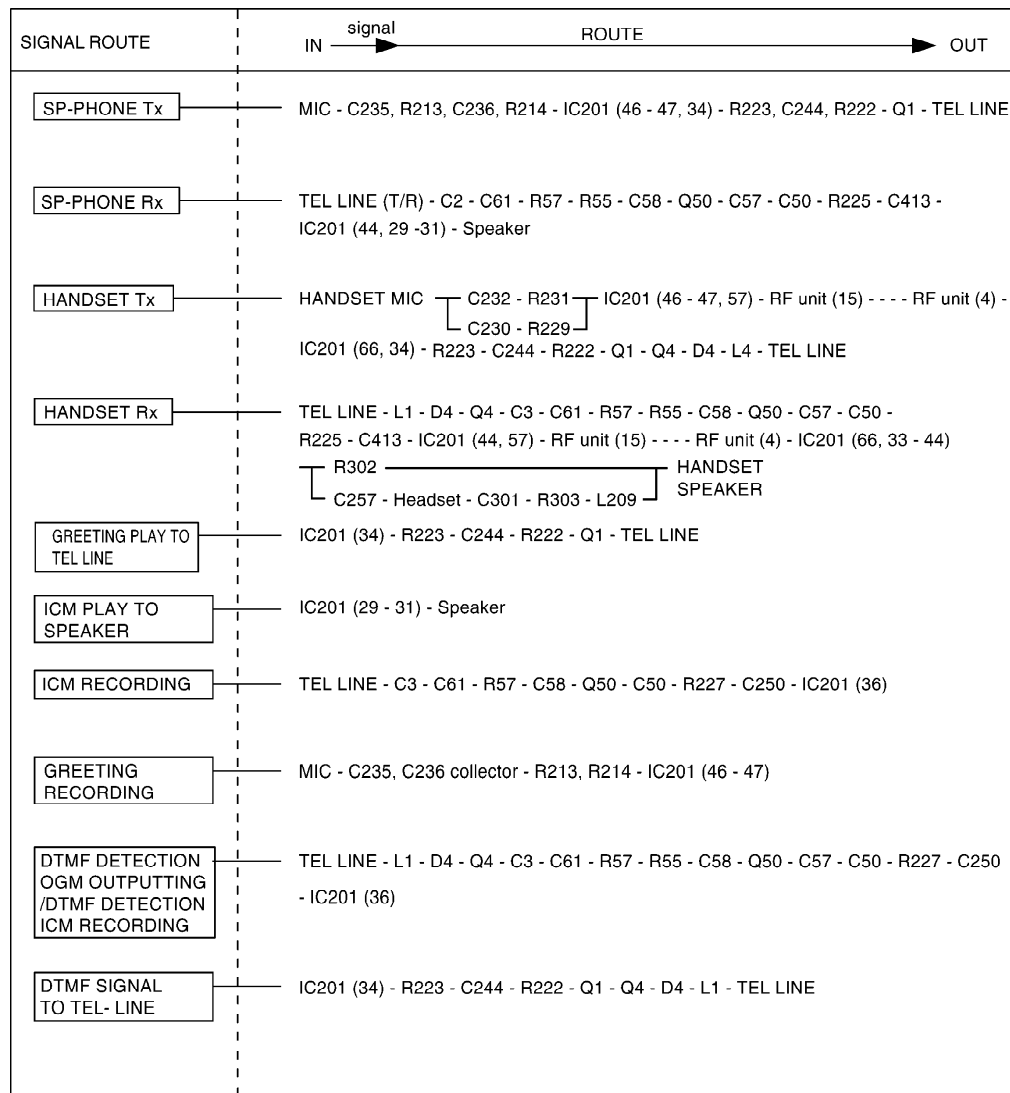 SIGNAL ROUTE
IN signal ROUTE OUT
SP-PHONE Tx
MIC - C235, R213, C236, R214 - IC201 (46 - 47, 34) - R223, C244, R222 - Q1 - TEL LINE
SP-PHONE Rx
TEL LINE (T/R) - C2 - C61 - R57 - R55 - C58 - Q50 - C57 - C50 - R225 - C413 -
IC201 (44, 29 -31) - Speaker
HANDSET Tx
HANDSET MIC C232 - R231 IC201 (46 - 47, 57) - RF unit (15) - - - - RF unit (4) -
C230 - R229
IC201 (66, 34) - R223 - C244 - R222 - Q1 - Q4 - D4 - L4 - TEL LINE
HANDSET Rx
TEL LINE - L1 - D4 - Q4 - C3 - C61 - R57 - R55 - C58 - Q50 - C57 - C50 -
R225 - C413 - IC201 (44, 57) - RF unit (15) - - - - RF unit (4) - IC201 (66, 33 - 44)
R302 HANDSET
SPEAKER
C257 - Headset - C301 - R303 - L209
GREETING PLAY TO
TEL LINE
IC201 (34) - R223 - C244 - R222 - Q1 - TEL LINE
ICM PLAY TO
SPEAKER
IC201 (29 - 31) - Speaker
ICM RECORDING
TEL LINE - C3 - C61 - R57 - C58 - Q50 - C50 - R227 - C250 - IC201 (36)
GREETING
RECORDING
MIC - C235, C236 collector - R213, R214 - IC201 (46 - 47)
DTMF DETECTION
OGM OUTPUTTING
/DTMF DETECTION
ICM RECORDING
TEL LINE - L1 - D4 - Q4 - C3 - C61 - R57 - R55 - C58 - Q50 - C57 - C50 - R227 - C250
- IC201 (36)
DTMF SIGNAL
TO TEL- LINE
IC201 (34) - R223 - C244 - R222 - Q1 - Q4 - D4 - L1 - TEL LINE